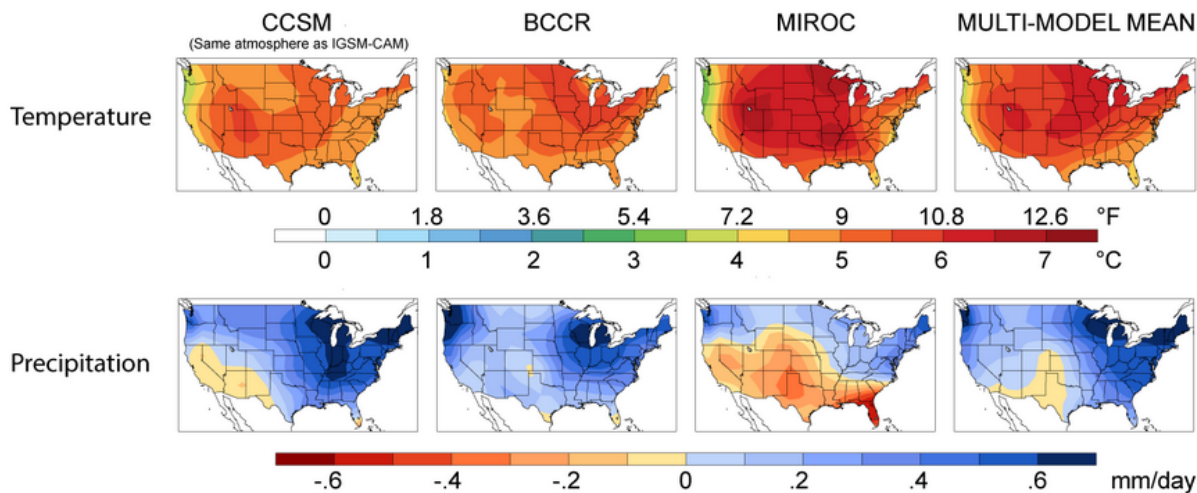 CCSM BCCR MIROC MULTI-MODEL MEAN
(Same atmosphere as IGSM-CAM)
Temperature
0 1.8 3.6 5.4 7.2 9 10.8 12.6 °F
0 1 2 3 4 5 6 7 °C
Precipitation
-.6 -.4 -.2 0 .2 .4 .6 mm/day